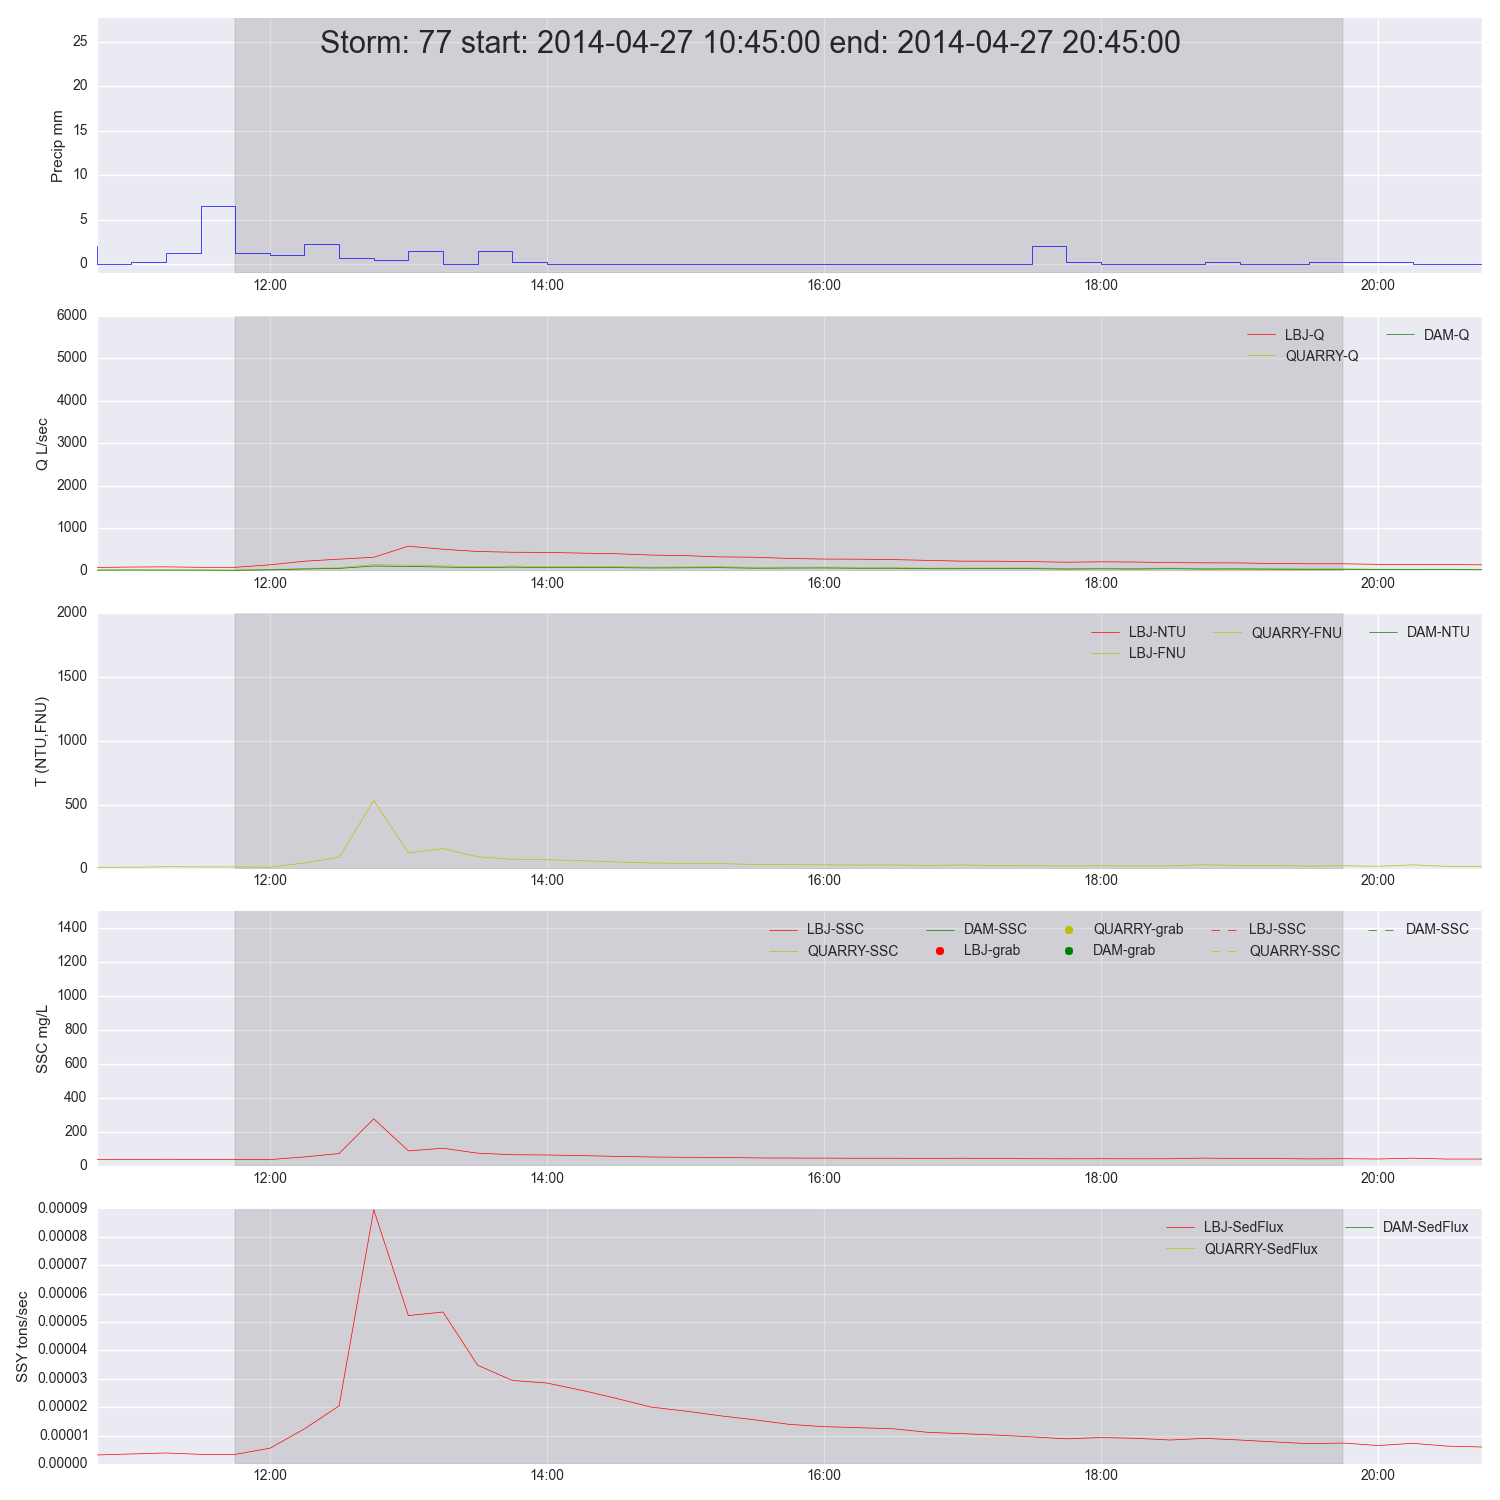 Storm: 77 start: 2014-04-27 10:45:00 end: 2014-04-27 20:45:00
Precip mm
25
20
15
10
5
0
12:00 14:00 16:00 18:00 20:00
Q L/sec
6000
5000
4000
3000
2000
1000
0
LBJ-Q DAM-Q
QUARRY-Q
12:00 14:00 16:00 18:00 20:00
T (NTU,FNU)
2000
1500
1000
500
0
LBJ-NTU QUARRY-FNU DAM-NTU
LBJ-FNU
12:00 14:00 16:00 18:00 20:00
SSC mg/L
1400
1200
1000
800
600
400
200
0
LBJ-SSC DAM-SSC QUARRY-grab LBJ-SSC DAM-SSC
QUARRY-SSC LBJ-grab DAM-grab QUARRY-SSC
12:00 14:00 16:00 18:00 20:00
SSY tons/sec
0.00009
0.00008
0.00007
0.00006
0.00005
0.00004
0.00003
0.00002
0.00001
0.00000
LBJ-SedFlux DAM-SedFlux
QUARRY-SedFlux
12:00 14:00 16:00 18:00 20:00